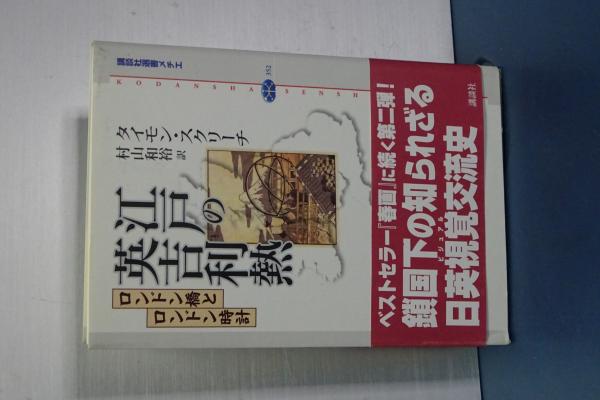 講談社選書メチエ
352
KODANSHA SENSH
タイモン・スクリーチ
村山和裕 訳
江戸の
英吉利熱
ロンドン橋と
ロンドン時計
ベストセラー『春画』に続く第二弾!
鎖国下の知られざる
日英視覚交流史
ビジュアル
講談社